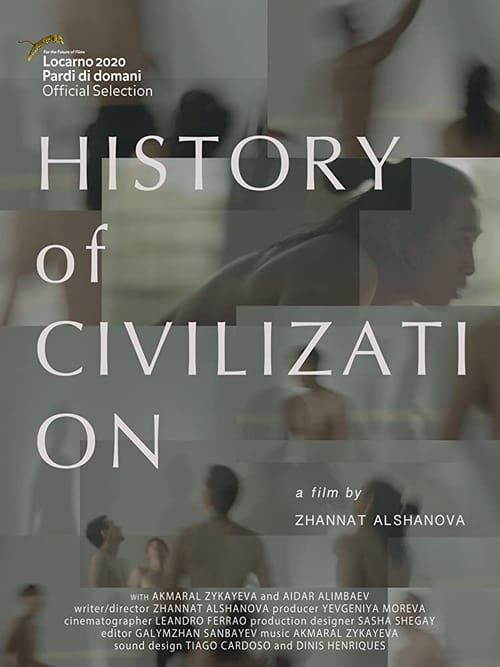 For the Future of Films
Locarno 2020
Pardi di domani
Official Selection
HISTORY
of
CIVILIZATI
ON
a film by
ZHANNAT ALSHANOVA
WITH AKMARAL ZYKAYEVA and AIDAR ALIMBAEV
writer/director ZHANNAT ALSHANOVA producer YEVGENIYA MOREVA
cinematographer LEANDRO FERRAO production designer SASHA SHEGAY
editor GALYMZHAN SANBAYEV music AKMARAL ZYKAYEVA
sound design TIAGO CARDOSO and DINIS HENRIQUES